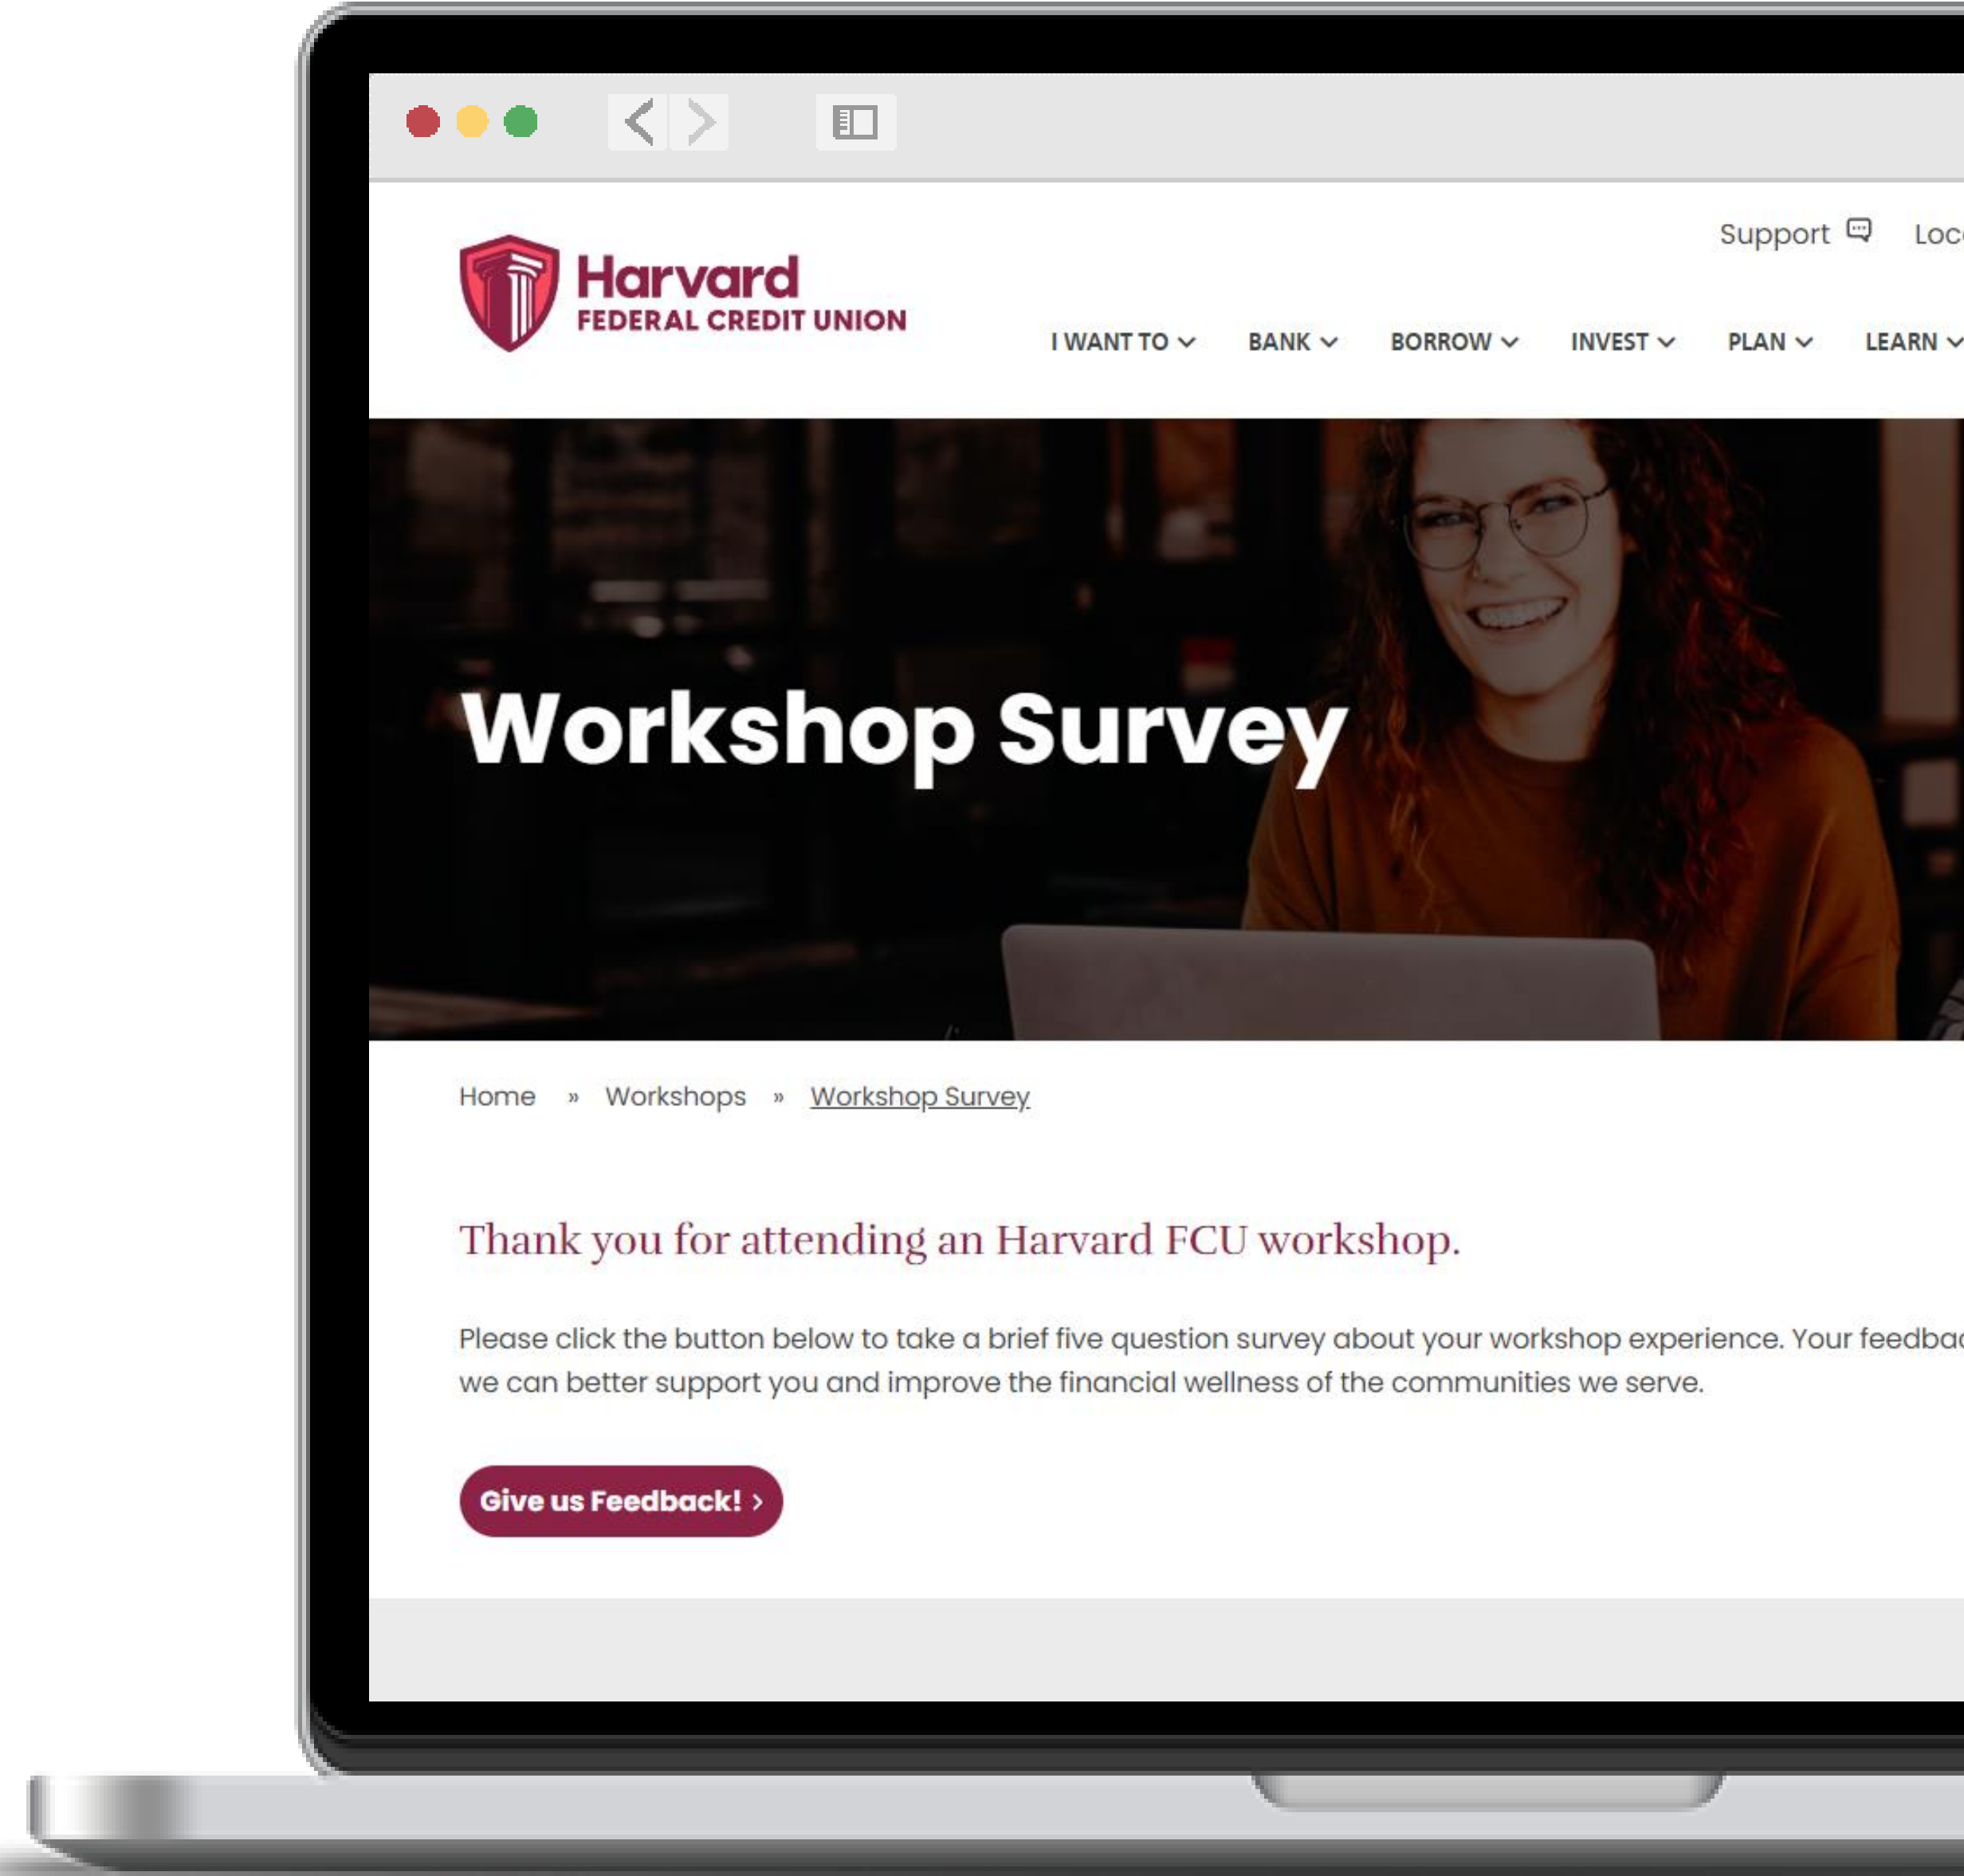 Harvard
FEDERAL CREDIT UNION
Support
I WANT TO BANK BORROW INVEST PLAN LEARN
Workshop Survey
Home » Workshops » Workshop Survey
Thank you for attending an Harvard FCU workshop.
Please click the button below to take a brief five question survey about your workshop experience. Your
we can better support you and improve the financial wellness of the communities we serve.
Give us Feedback! >